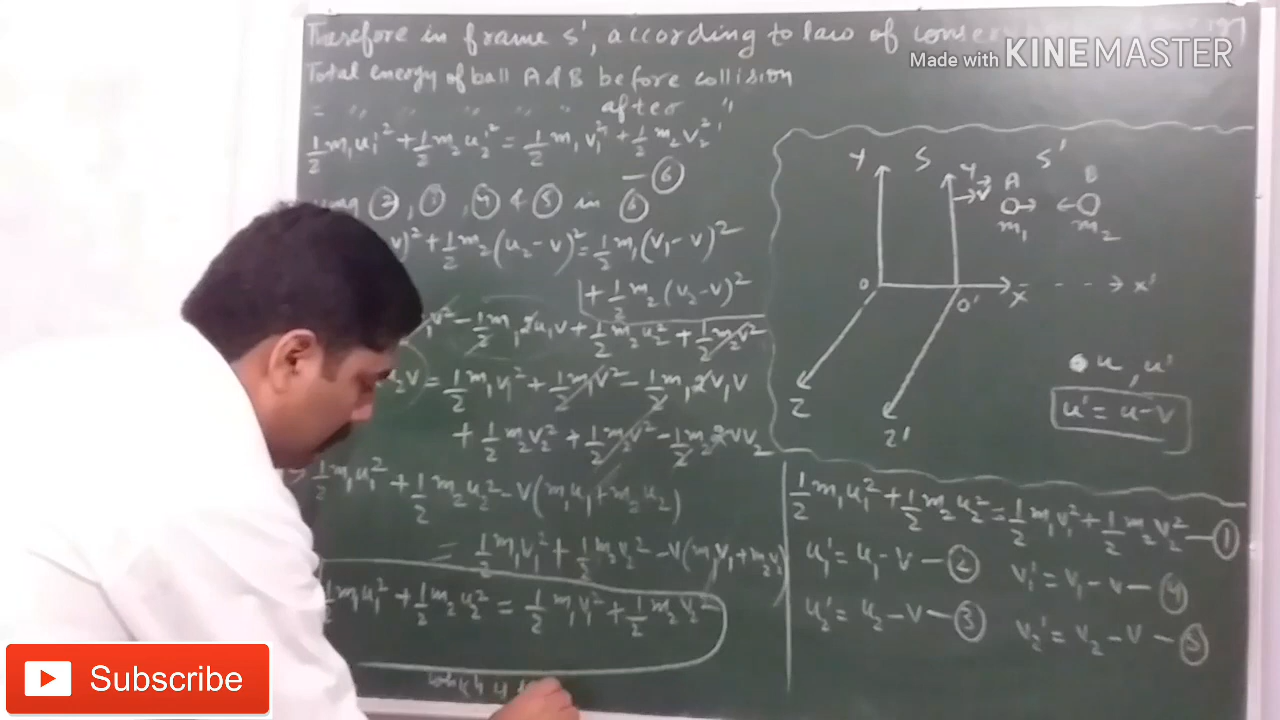 Therefore in frame S', according to law of
Made with KINEMASTER
Total energy of ball A & B before collision
= " " " " " after "
½m₁u₁'² + ½m₂u₂'² = ½m₁v₁'² + ½m₂v₂'²
— ⑥
②, ③, ④ & ⑤ in ⑥
v)² + ½m₂(u₂-v)² = ½m₁(v₁-v)²
+ ½m₂(v₂-v)²
v² - ½m₁2u₁v + ½m₂u₂² + ½m₂v²
u₂v = ½m₁v₁² + ½m₁v² - ½m₁2v₁v
+ ½m₂v₂² + ½m₂v² - ½m₂2vv₂
½m₁u₁² + ½m₂u₂² - v(m₁u₁+m₂u₂)
= ½m₁v₁² + ½m₂v₂² - v(m₁v₁+m₂v₂)
½m₁u₁² + ½m₂u₂² = ½m₁v₁² + ½m₂v₂²
which
Y S Y' S'
→v A B
m₁ m₂
O O' X - - - → X'
Z Z'
u, u'
u' = u-v
½m₁u₁² + ½m₂u₂² = ½m₁v₁² + ½m₂v₂² — ①
u₁' = u₁ - v — ② v₁' = v₁ - v — ④
u₂' = u₂ - v — ③ v₂' = v₂ - v — ⑤
Subscribe